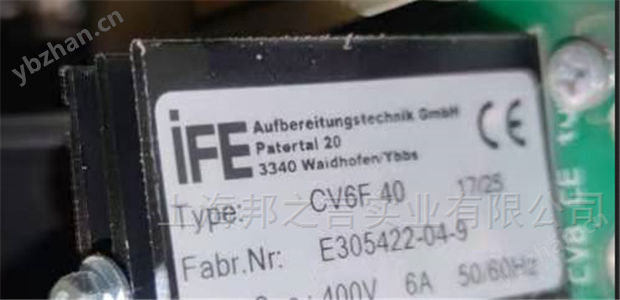 ybzhan.cn
iFE
Aufbereitungstechnik GmbH
Patertal 20
3340 Waidhofen/Ybbs
CE
Type: CV6F 40 17/25
上海邦之吾实业有限公司
Fabr.Nr: E305422-04-9
400V 6A 50/60Hz